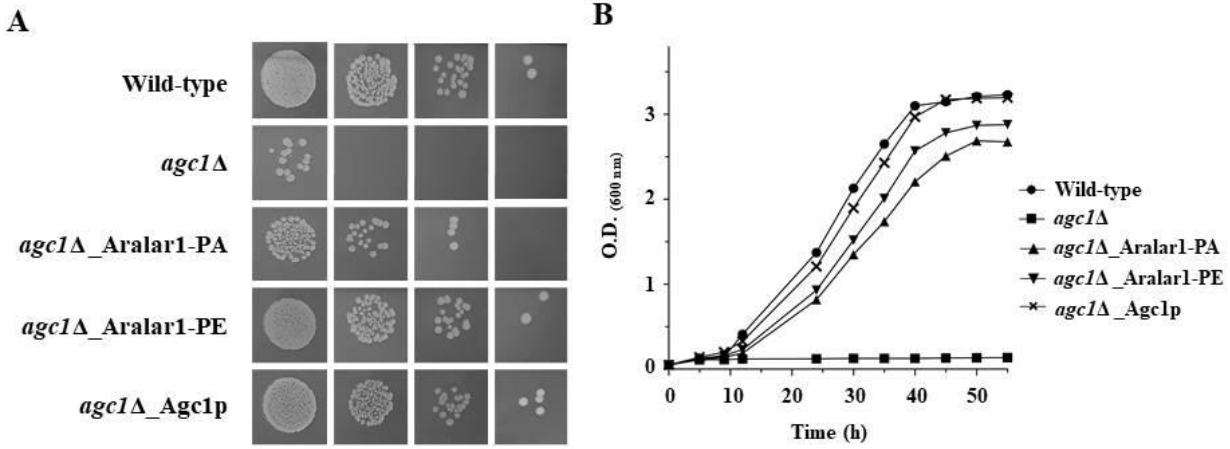 A
Wild-type
agc1Δ
agc1Δ_Aralar1-PA
agc1Δ_Aralar1-PE
agc1Δ_Agc1p
B
O.D. (600 nm)
3
2
1
0
0 10 20 30 40 50
Time (h)
Wild-type
agc1Δ
agc1Δ_Aralar1-PA
agc1Δ_Aralar1-PE
agc1Δ_Agc1p